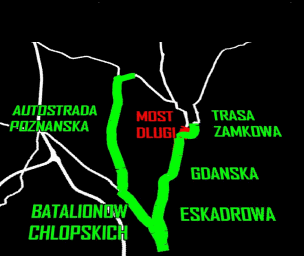 AUTOSTRADA
POZNANSKA
MOST
DLUGI
TRASA
ZAMKOWA
GDANSKA
BATALIONOW
CHLOPSKICH
ESKADROWA